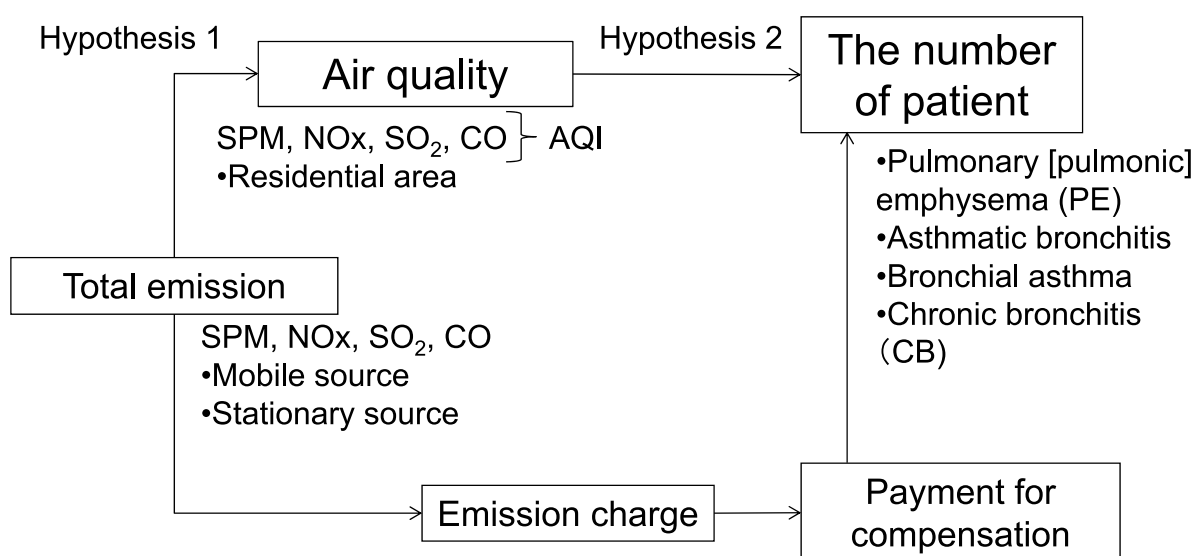 Hypothesis 1
Air quality
Hypothesis 2
The number
of patient
SPM, NOx, SO₂, CO
AQI
•Residential area
•Pulmonary [pulmonic]
emphysema (PE)
•Asthmatic bronchitis
•Bronchial asthma
•Chronic bronchitis
（CB)
Total emission
SPM, NOx, SO₂, CO
•Mobile source
•Stationary source
Emission charge
Payment for
compensation